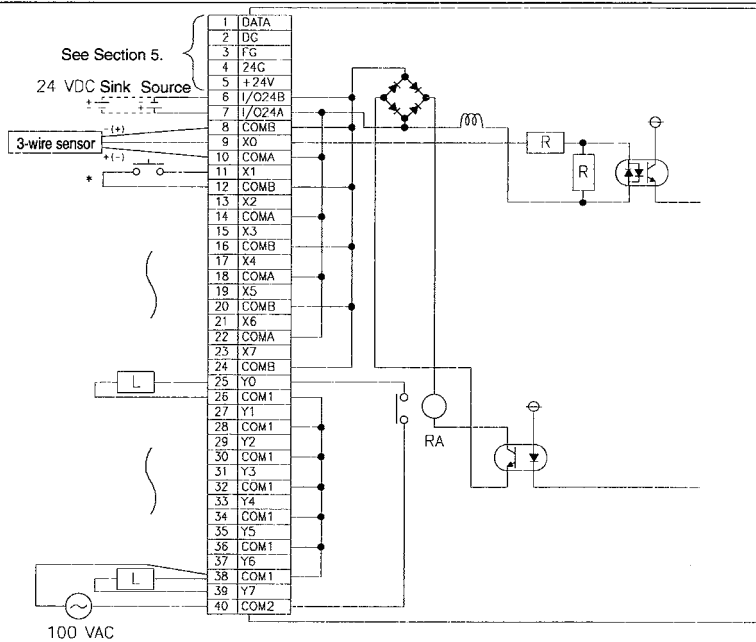 See Section 5.
24 VDC Sink Source
+ +
3-wire sensor
-(+)
+(-)
*
1 DATA
2 DG
3 FG
4 24G
5 +24V
6 I/O24B
7 I/O24A
8 COMB
9 X0
10 COMA
11 X1
12 COMB
13 X2
14 COMA
15 X3
16 COMB
17 X4
18 COMA
19 X5
20 COMB
21 X6
22 COMA
23 X7
24 COMB
25 Y0
26 COM1
27 Y1
28 COM1
29 Y2
30 COM1
31 Y3
32 COM1
33 Y4
34 COM1
35 Y5
36 COM1
37 Y6
38 COM1
39 Y7
40 COM2
L
L
100 VAC
R
R
RA